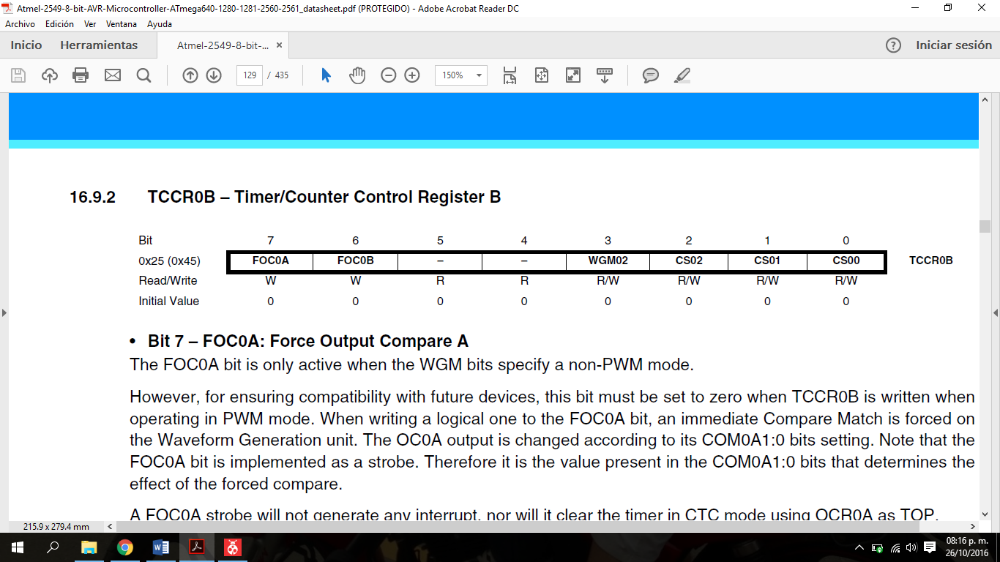 Atmel-2549-8-bit-AVR-Microcontroller-ATmega640-1280-1281-2560-2561_datasheet.pdf (PROTEGIDO) - Adobe Acrobat Reader DC
Archivo Edición Ver Ventana Ayuda
Inicio Herramientas Atmel-2549-8-bit-... × ? Iniciar sesión
129 / 435 150%
16.9.2 TCCR0B – Timer/Counter Control Register B
Bit 7 6 5 4 3 2 1 0
0x25 (0x45) FOC0A FOC0B – – WGM02 CS02 CS01 CS00 TCCR0B
Read/Write W W R R R/W R/W R/W R/W
Initial Value 0 0 0 0 0 0 0 0
• Bit 7 – FOC0A: Force Output Compare A
The FOC0A bit is only active when the WGM bits specify a non-PWM mode.
However, for ensuring compatibility with future devices, this bit must be set to zero when TCCR0B is written when
operating in PWM mode. When writing a logical one to the FOC0A bit, an immediate Compare Match is forced on
the Waveform Generation unit. The OC0A output is changed according to its COM0A1:0 bits setting. Note that the
FOC0A bit is implemented as a strobe. Therefore it is the value present in the COM0A1:0 bits that determines the
effect of the forced compare.
A FOC0A strobe will not generate any interrupt, nor will it clear the timer in CTC mode using OCR0A as TOP.
215.9 x 279.4 mm
08:16 p. m.
26/10/2016